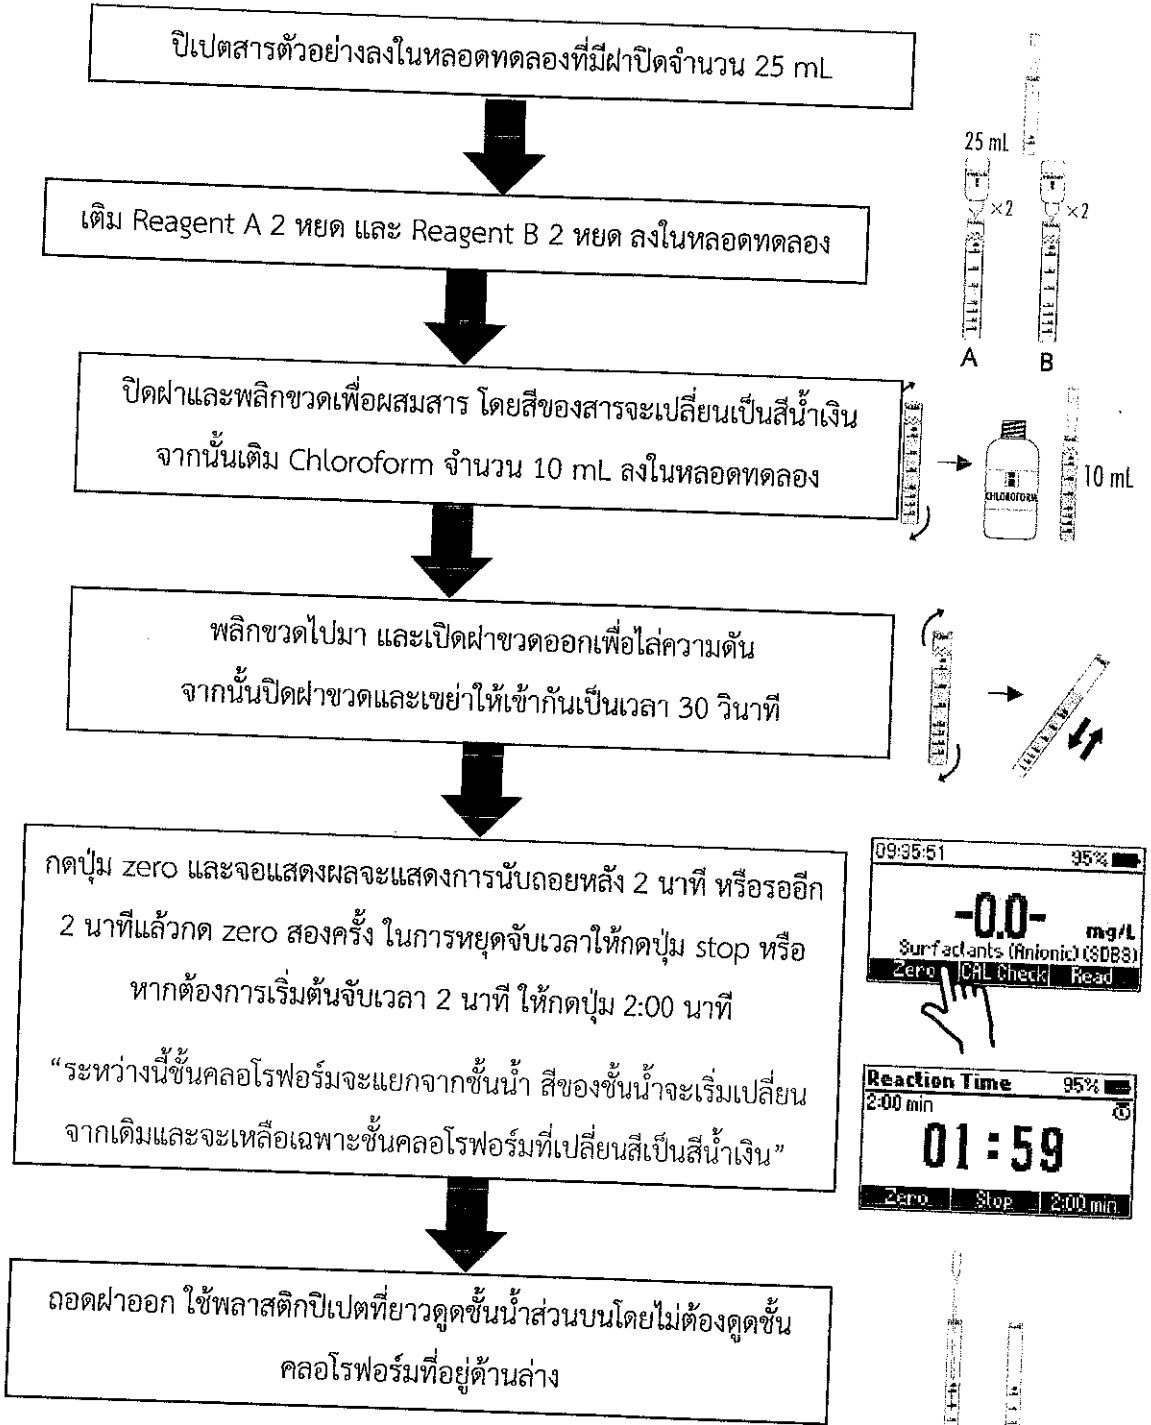 ปิเปตสารตัวอย่างลงในหลอดทดลองที่มีฝาปิดจำนวน 25 mL
25 mL
×2
×2
A
B
เติม Reagent A 2 หยด และ Reagent B 2 หยด ลงในหลอดทดลอง
ปิดฝาและพลิกขวดเพื่อผสมสาร โดยสีของสารจะเปลี่ยนเป็นสีน้ำเงิน
จากนั้นเติม Chloroform จำนวน 10 mL ลงในหลอดทดลอง
CHLOROFORM
10 mL
พลิกขวดไปมา และเปิดฝาขวดออกเพื่อไล่ความดัน
จากนั้นปิดฝาขวดและเขย่าให้เข้ากันเป็นเวลา 30 วินาที
กดปุ่ม zero และจอแสดงผลจะแสดงการนับถอยหลัง 2 นาที หรือรออีก
2 นาทีแล้วกด zero สองครั้ง ในการหยุดจับเวลาให้กดปุ่ม stop หรือ
หากต้องการเริ่มต้นจับเวลา 2 นาที ให้กดปุ่ม 2:00 นาที
“ระหว่างนี้ชั้นคลอโรฟอร์มจะแยกจากชั้นน้ำ สีของชั้นน้ำจะเริ่มเปลี่ยน
จากเดิมและจะเหลือเฉพาะชั้นคลอโรฟอร์มที่เปลี่ยนสีเป็นสีน้ำเงิน”
09:35:51 95%
-0.0- mg/L
Surfactants (Anionic) (SDBS)
Zero CAL Check Read
Reaction Time 95%
2:00 min
01:59
Zero Stop 2:00 min
ถอดฝาออก ใช้พลาสติกปิเปตที่ยาวดูดชั้นน้ำส่วนบนโดยไม่ต้องดูดชั้น
คลอโรฟอร์มที่อยู่ด้านล่าง